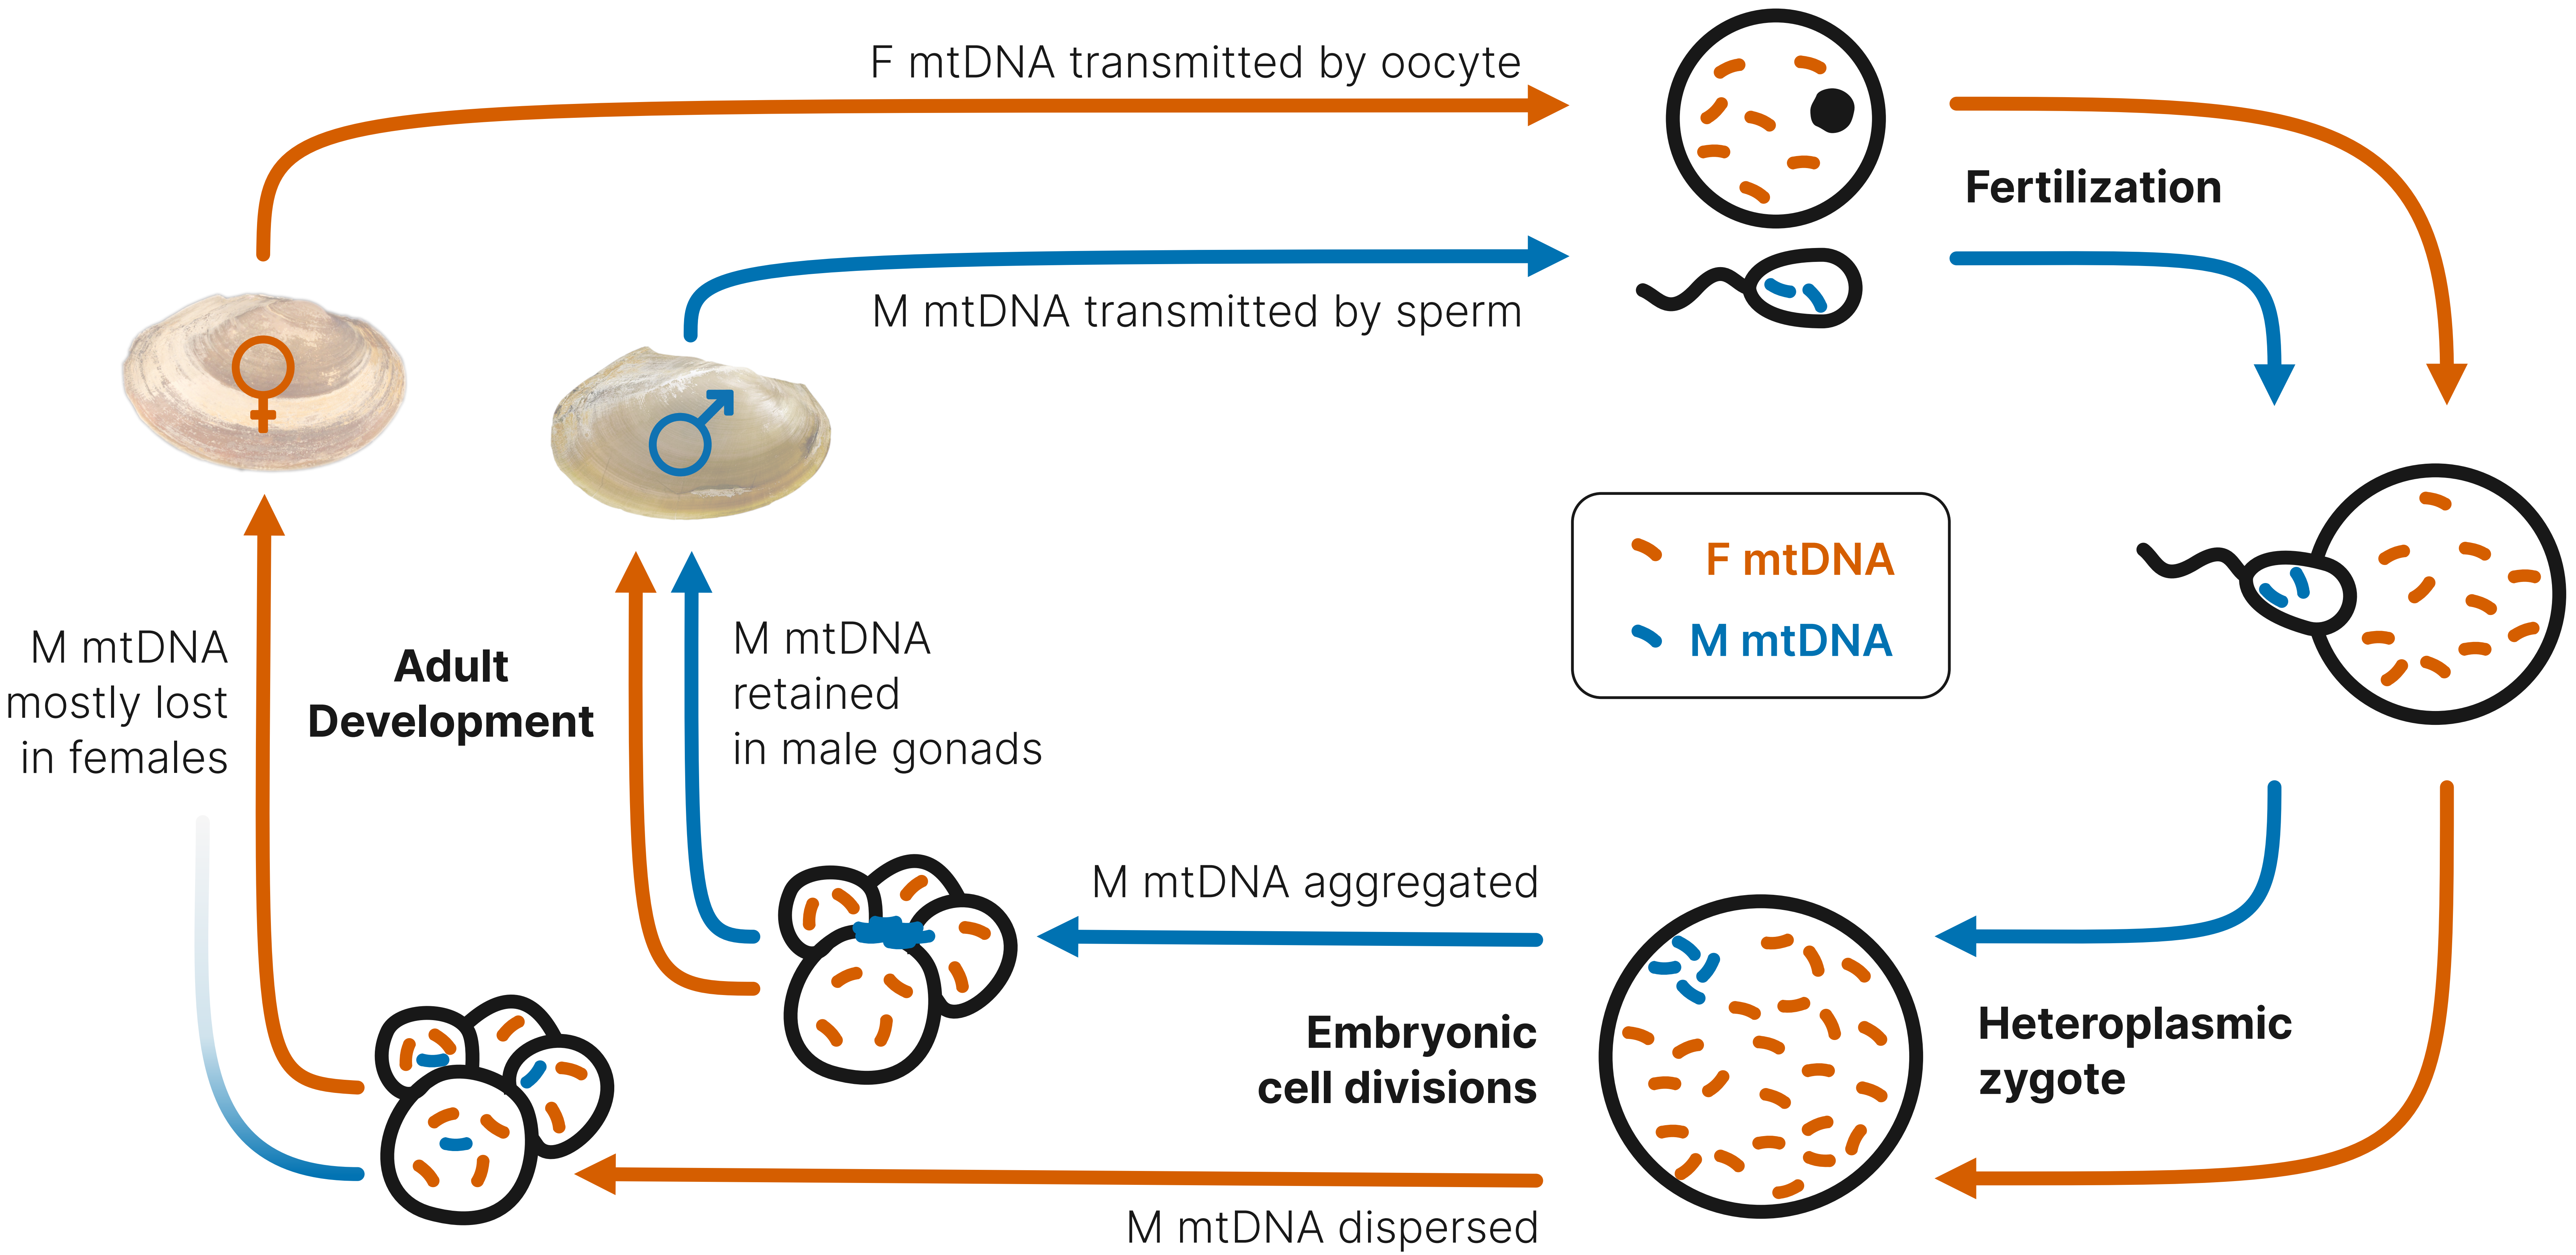 F mtDNA transmitted by oocyte
Fertilization
M mtDNA transmitted by sperm
F mtDNA
M mtDNA
M mtDNA
mostly lost
in females
Adult
Development
M mtDNA
retained
in male gonads
M mtDNA aggregated
Embryonic
cell divisions
Heteroplasmic
zygote
M mtDNA dispersed